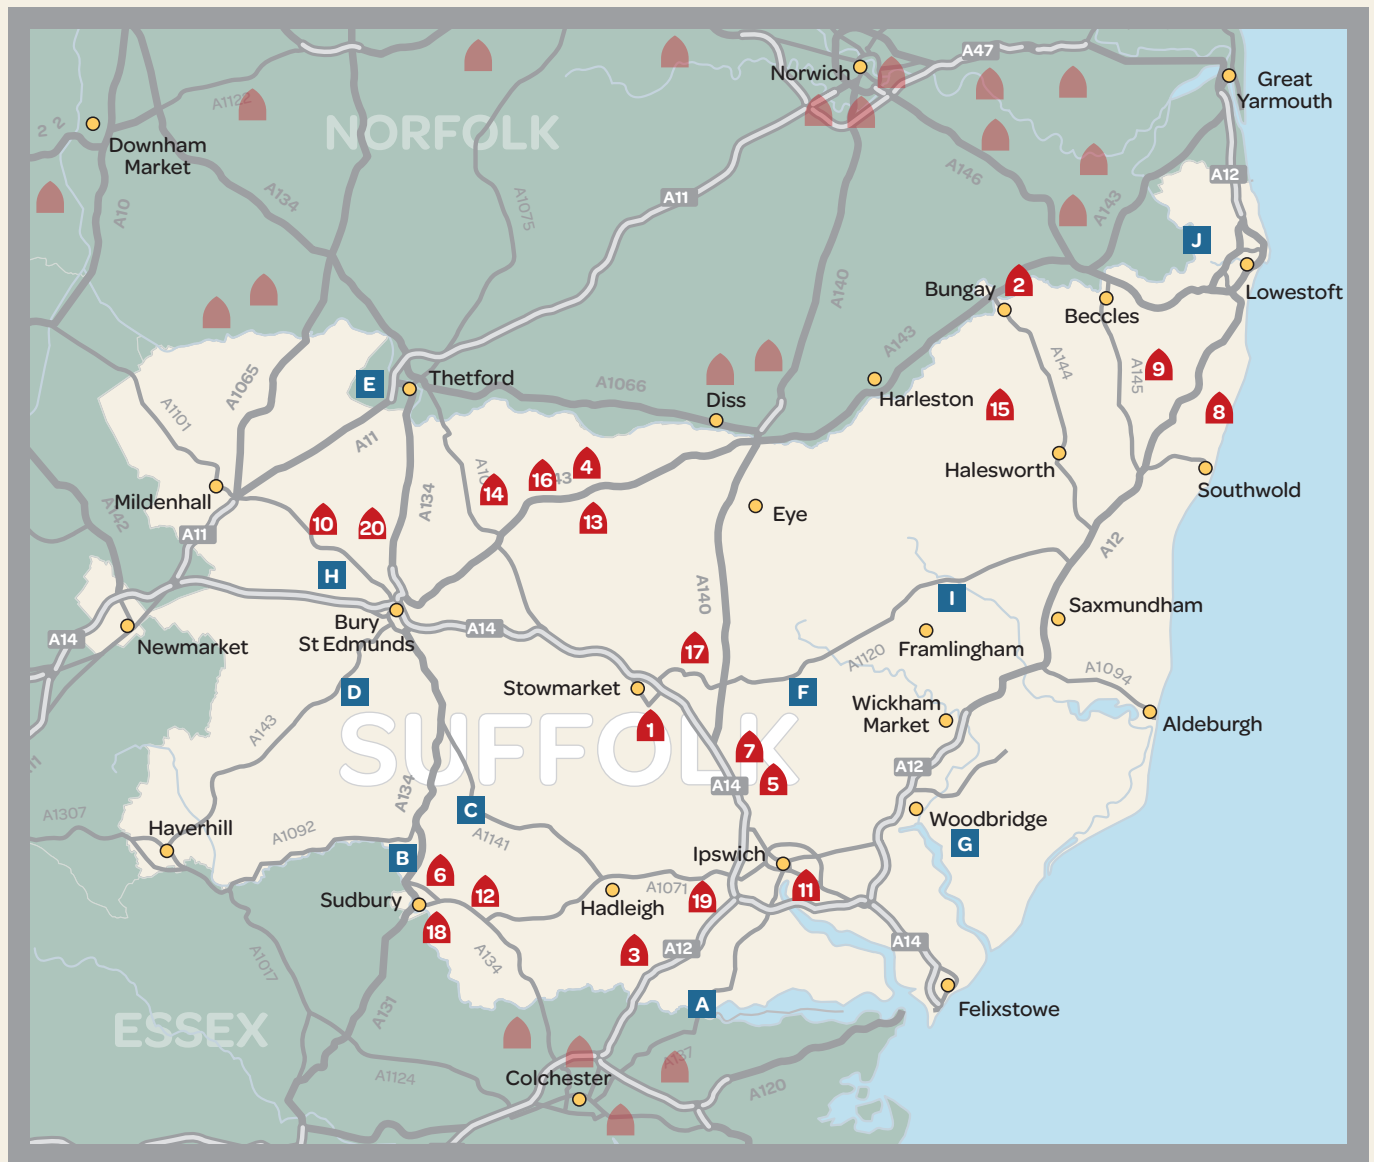 A47
Norwich
Great
Yarmouth
A1122
NORFOLK
2 2
Downham
Market
A146
A12
A134
A11
A10
A1075
A143
J
A140
Bungay
2
Lowestoft
Beccles
A143
A1065
E
Thetford
A1066
A144
A145
9
Diss
Harleston
15
8
A1101
A11
Halesworth
4
16
43
14
Southwold
Mildenhall
A134
A142
10
20
13
Eye
A11
A12
H
A140
I
Saxmundham
Bury
St Edmunds
A14
A14
Newmarket
17
A1120
Framlingham
A1094
D
Stowmarket
F
Wickham
Market
A143
SUFFOLK
1
7
Aldeburgh
A12
A14
5
A134
C
A1307
Woodbridge
Haverhill
A1092
A1141
G
B
Ipswich
6
12
A1071
19
11
Sudbury
Hadleigh
18
A134
3
A12
A14
A1017
A
Felixstowe
A131
ESSEX
A137
Colchester
A1124
A120